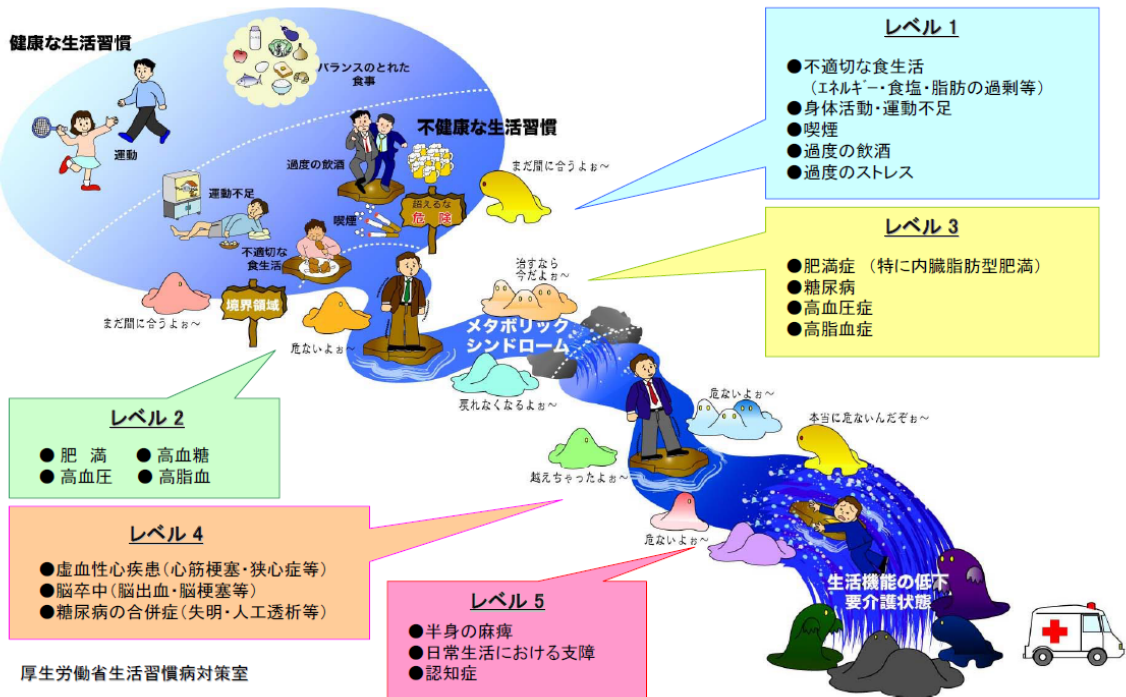 健康な生活習慣
バランスのとれた
食事
運動
不健康な生活習慣
過度の飲酒
運動不足
喫煙
超えるな
危険
不適切な
食生活
まだ間に合うよぉ~
境界領域
まだ間に合うよぉ~
危ないよぉ~
治すなら
今だよぉ~
メタボリック
シンドローム
戻れなくなるよぉ~
危ないよぉ~
越えちゃったよぉ~
本当に危ないんだぞぉ~
危ないよぉ~
生活機能の低下
要介護状態
レベル 1
●不適切な食生活
(エネルギー・食塩・脂肪の過剰等)
●身体活動・運動不足
●喫煙
●過度の飲酒
●過度のストレス
レベル 3
●肥満症 (特に内臓脂肪型肥満)
●糖尿病
●高血圧症
●高脂血症
レベル 2
●肥 満 ●高血糖
●高血圧 ●高脂血
レベル 4
●虚血性心疾患(心筋梗塞・狭心症等)
●脳卒中(脳出血・脳梗塞等)
●糖尿病の合併症(失明・人工透析等)
レベル 5
●半身の麻痺
●日常生活における支障
●認知症
厚生労働省生活習慣病対策室